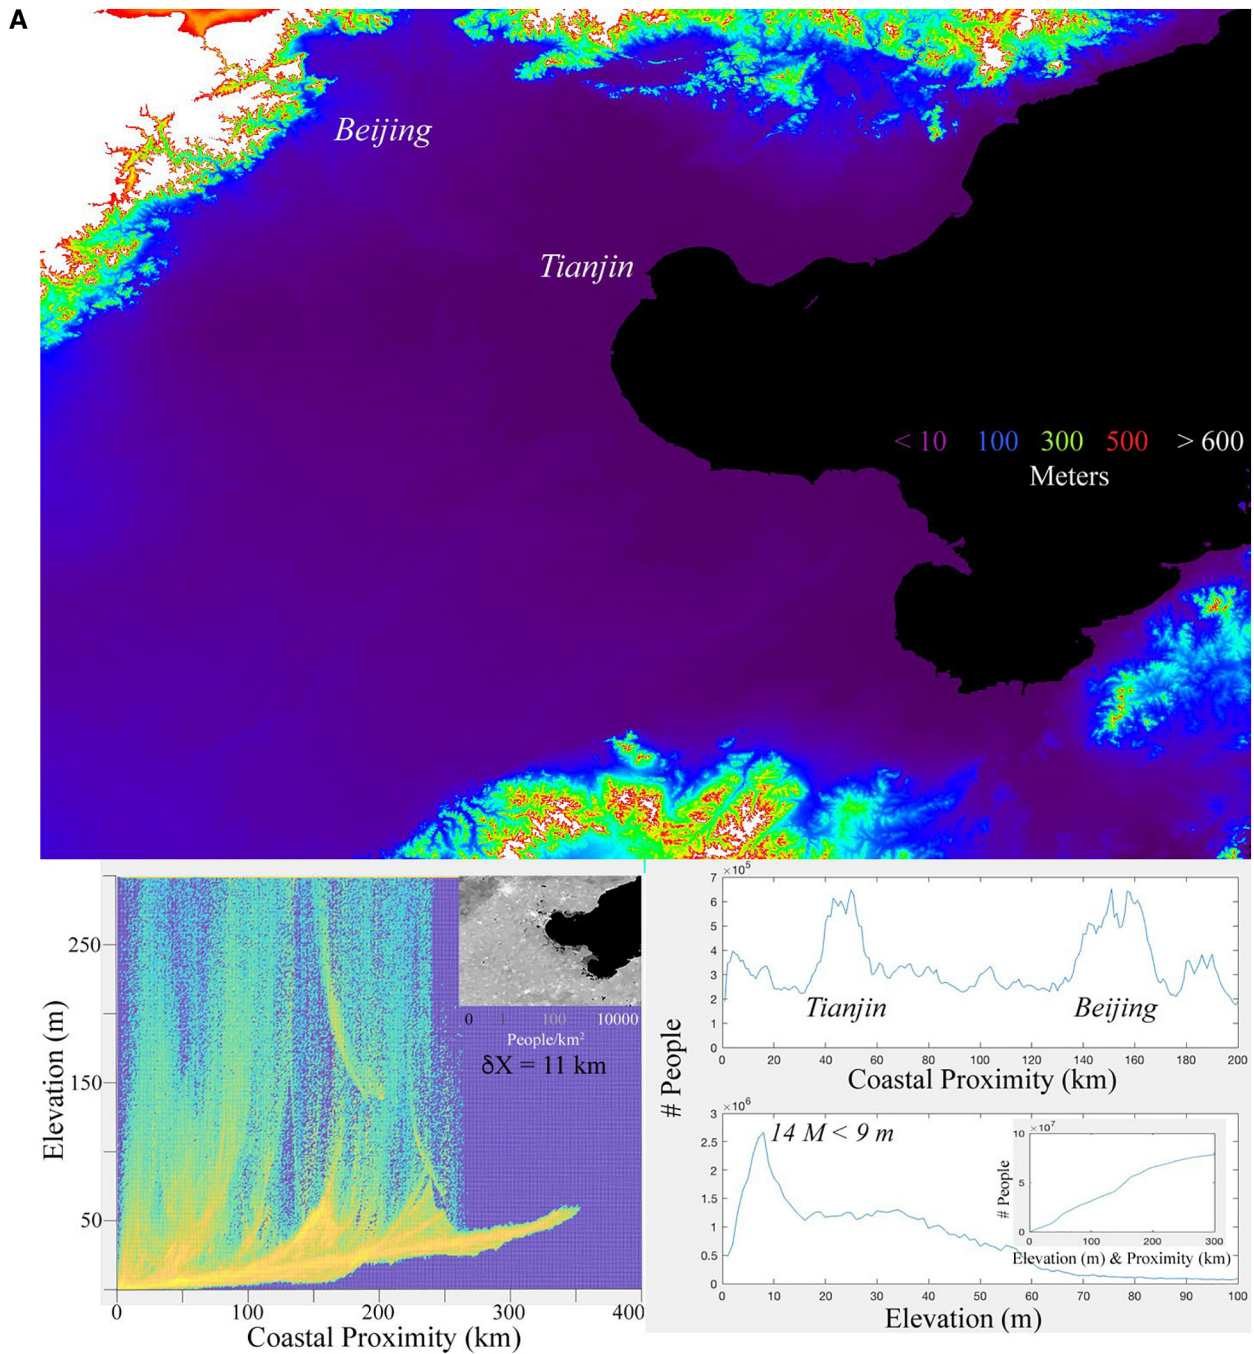 A
Beijing
Tianjin
< 10 100 300 500 > 600
Meters
Elevation (m)
250
150
50
0 100 200 300 400
Coastal Proximity (km)
0 1 100 10000
People/km²
δX = 11 km
# People
×10⁵
7
6
5
4
3
2
1
0
Tianjin
Beijing
0 20 40 60 80 100 120 140 160 180 200
Coastal Proximity (km)
×10⁶
3
2.5
2
1.5
1
0.5
0
14 M < 9 m
0 10 20 30 40 50 60 70 80 90 100
Elevation (m)
×10⁷
# People
10
5
0
0 100 200 300
Elevation (m) & Proximity (km)